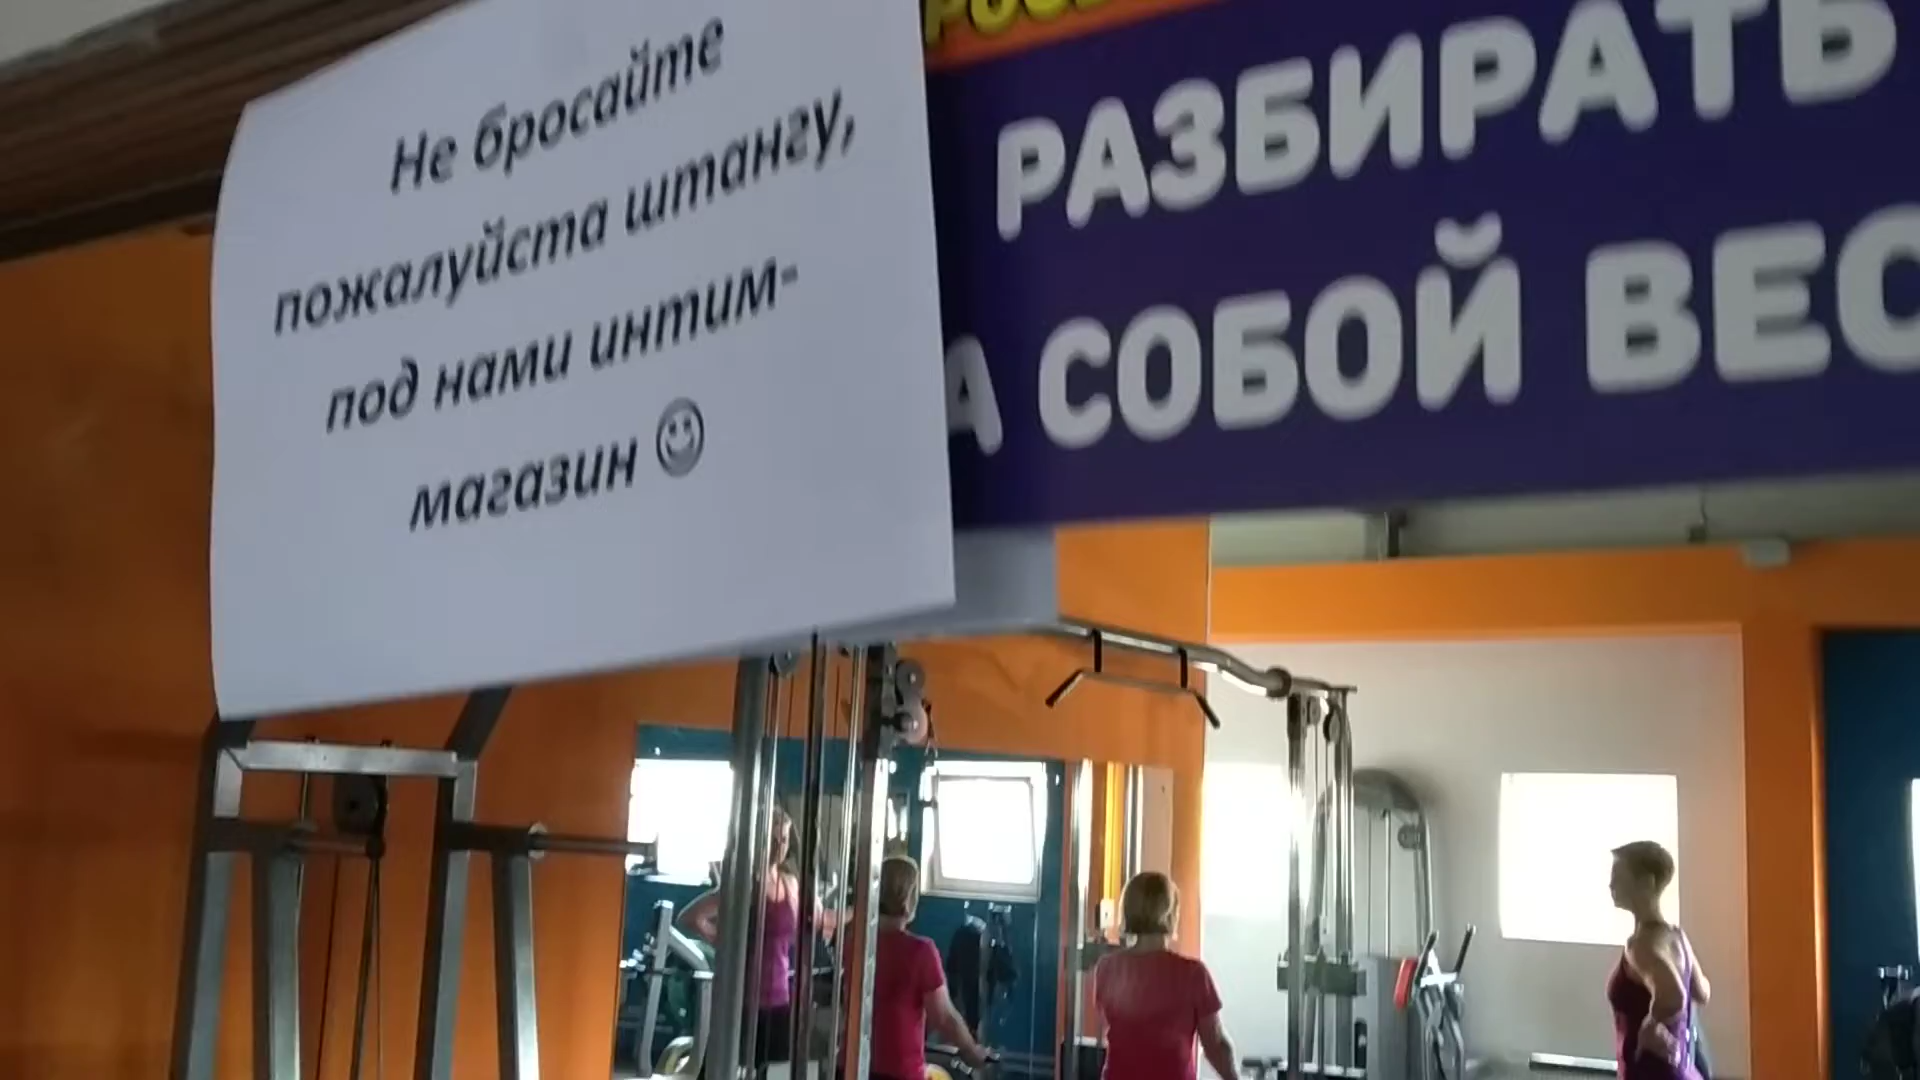 Не бросайте
пожалуйста штангу,
под нами интим-
магазин ☺
РАЗБИРАТЬ
СОБОЙ ВЕС